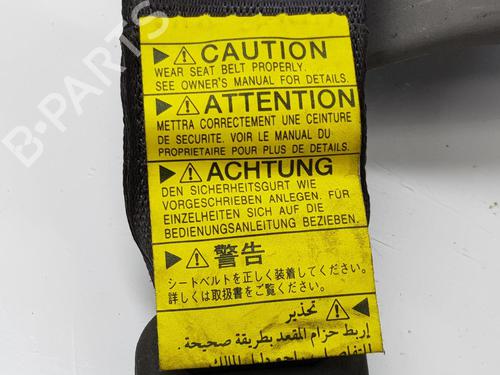 CAUTION
WEAR SEAT BELT PROPERLY.
SEE OWNER'S MANUAL FOR DETAILS.
ATTENTION
METTRA CORRECTEMENT UNE CEINTURE
DE SECURITE. VOIR LE MANUAL DU
PROPRIETAIRE POUR PLUS DE DETAILS.
ACHTUNG
DEN SICHERHEITSGURT WIE
VORGESCHRIEBEN ANLEGEN. FÜR
EINZELHEITEN SICH AUF DIE
BEDIENUNGSANLEITUNG BEZIEBEN.
警告
シートベルトを正しく装着してください。
詳しくは取扱書をご覧ください。
تحذير
إربط حزام المقعد بطريقة صحيحة.
B-PARTS